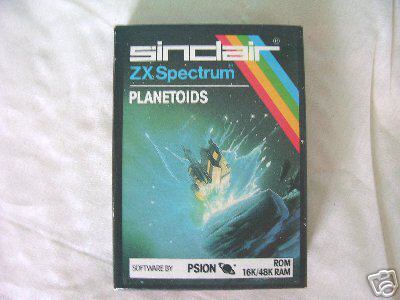 sinclair®
ZX Spectrum
PLANETOIDS
SOFTWARE BY PSION
ROM
16K/48K RAM